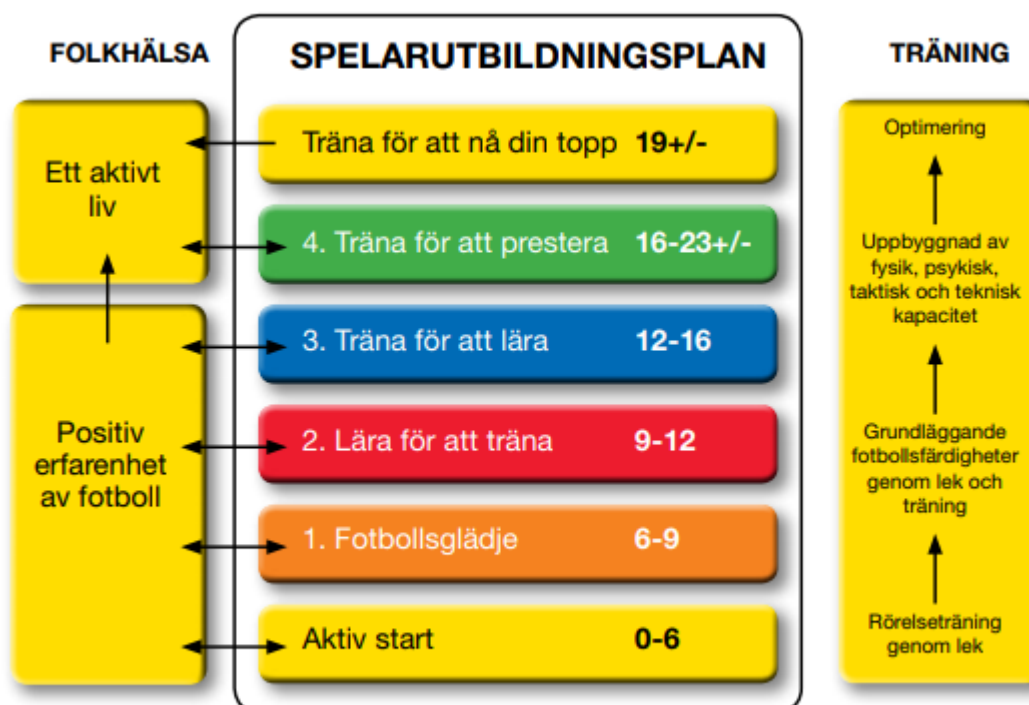 FOLKHÄLSA
Ett aktivt
liv
Positiv
erfarenhet
av fotboll
SPELARUTBILDNINGSPLAN
Träna för att nå din topp 19+/-
4. Träna för att prestera 16-23+/-
3. Träna för att lära 12-16
2. Lära för att träna 9-12
1. Fotbollsglädje 6-9
Aktiv start 0-6
TRÄNING
Optimering
Uppbyggnad av
fysik, psykisk,
taktisk och teknisk
kapacitet
Grundläggande
fotbollsfärdigheter
genom lek och
träning
Rörelseträning
genom lek